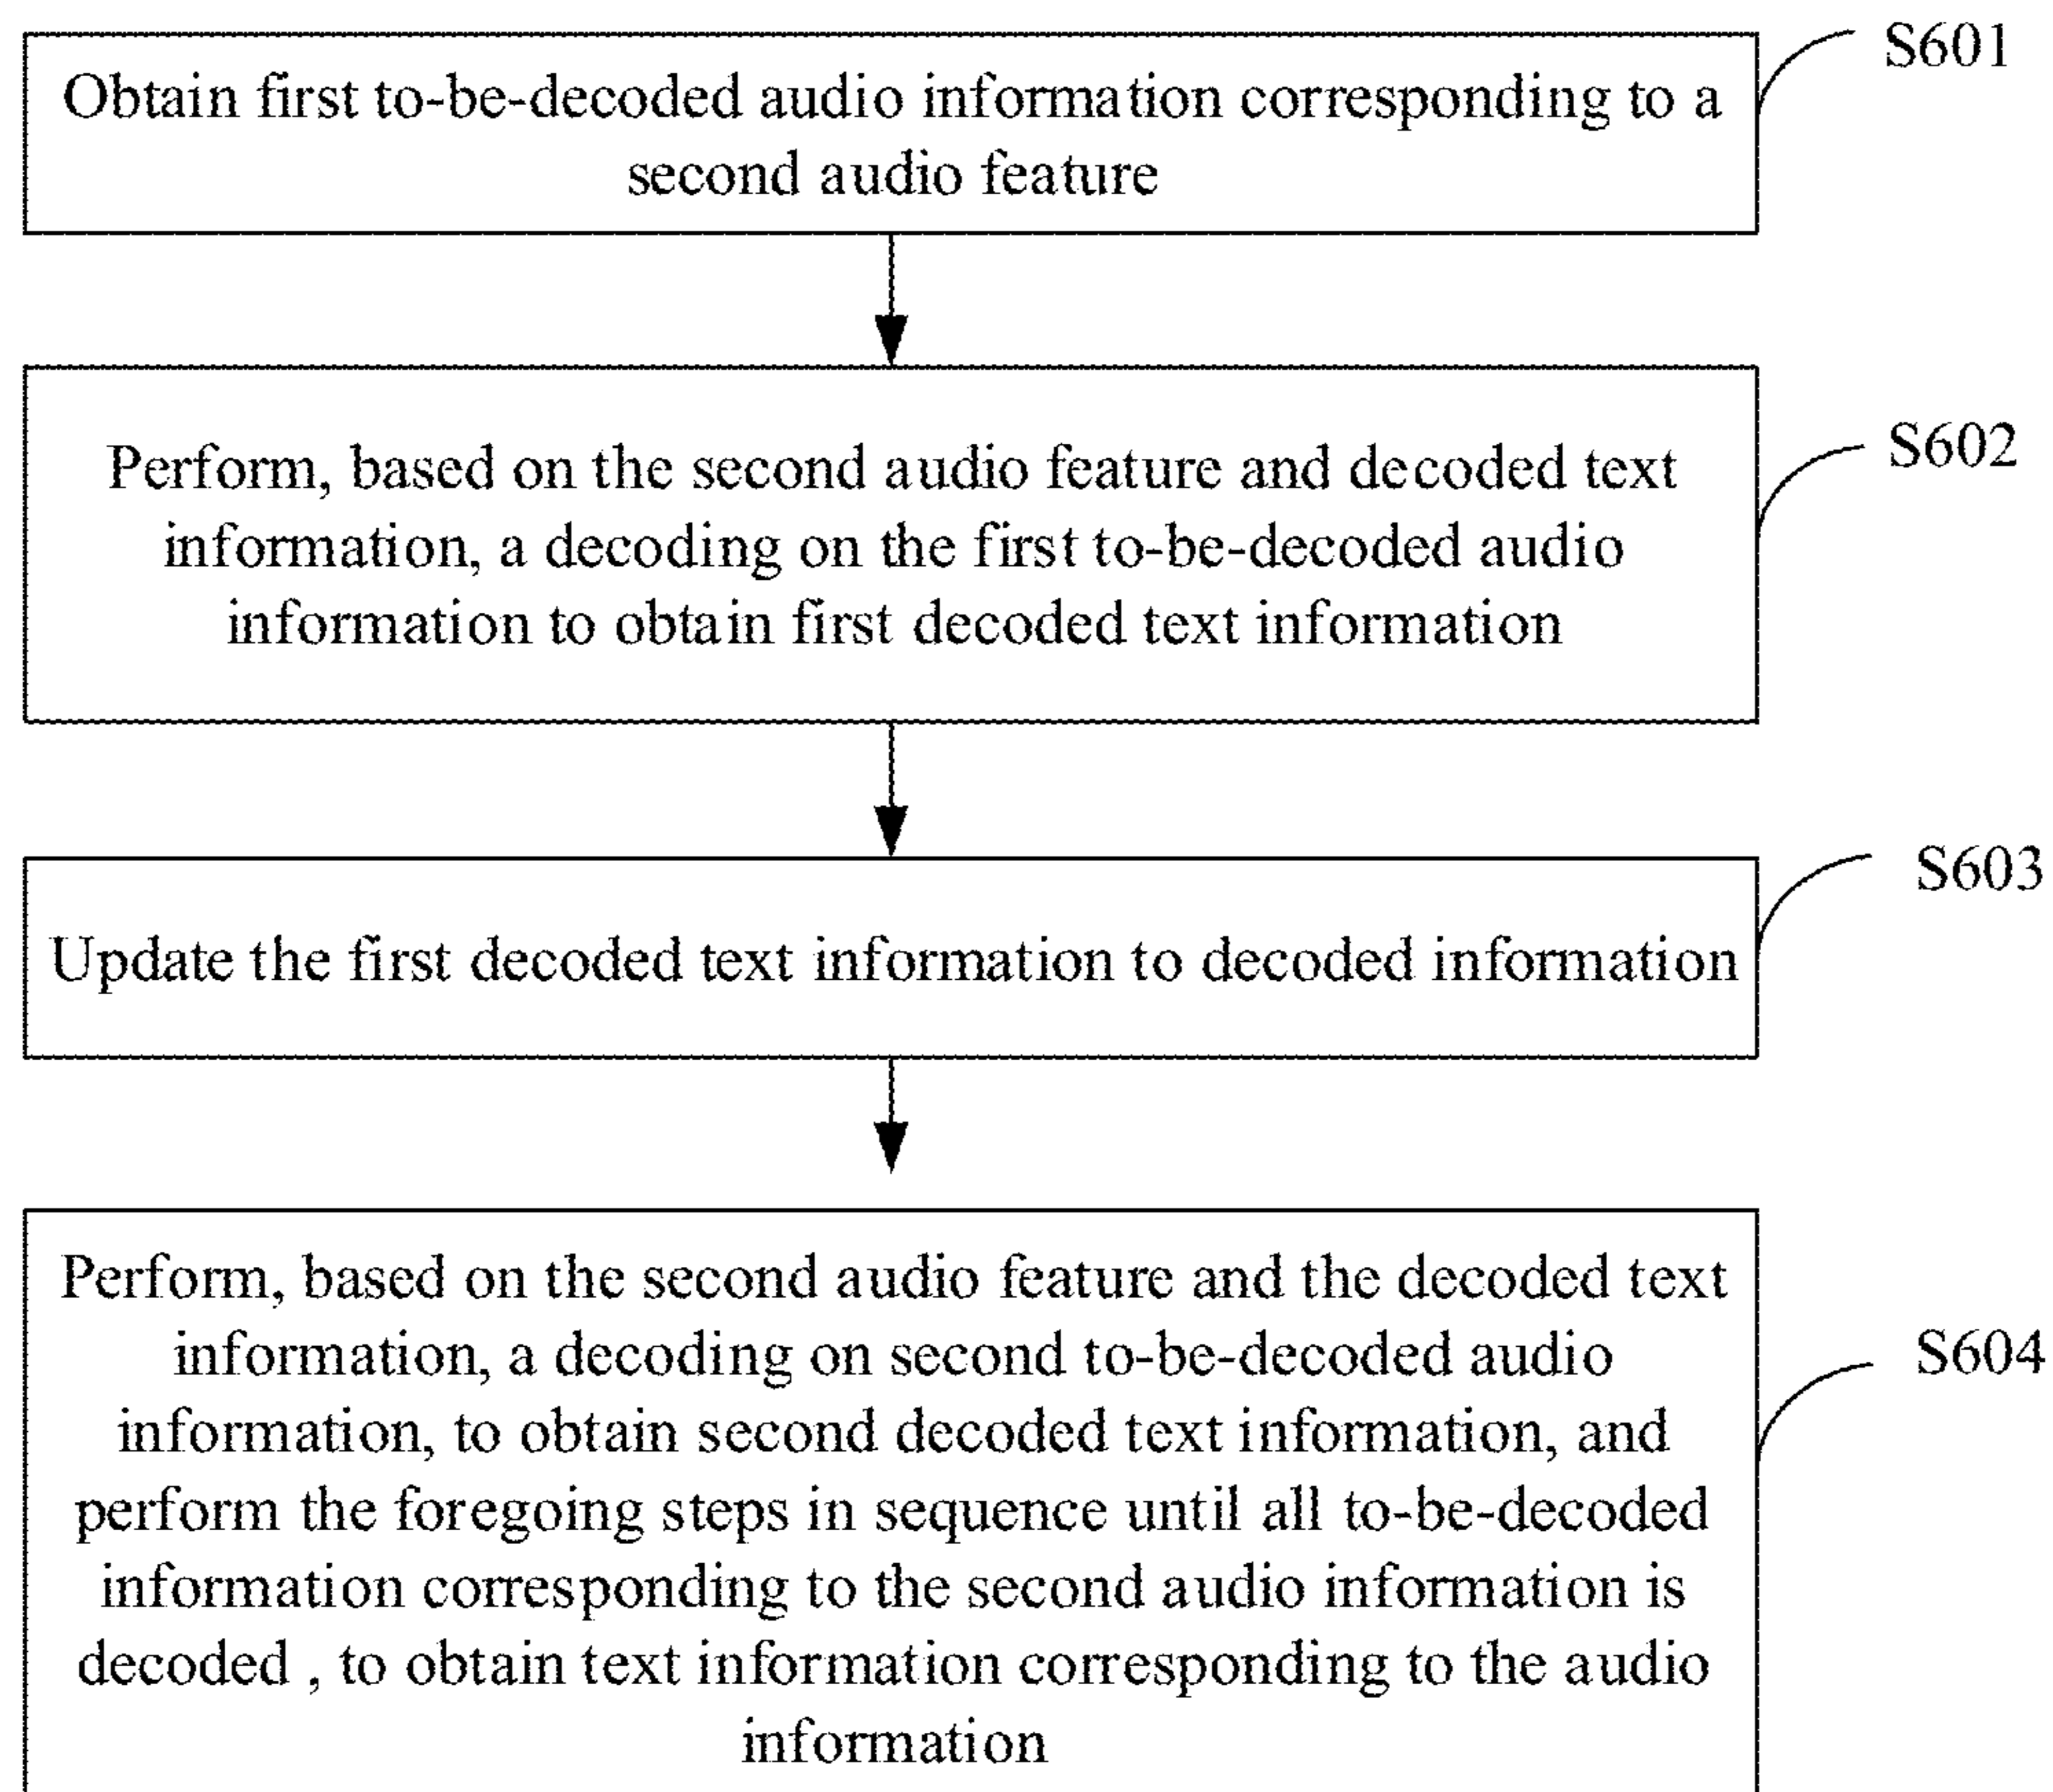 S601
Obtain first to-be-decoded audio information corresponding to a
second audio feature
S602
Perform, based on the second audio feature and decoded text
information, a decoding on the first to-be-decoded audio
information to obtain first decoded text information
S603
Update the first decoded text information to decoded information
Perform, based on the second audio feature and the decoded text
information, a decoding on second to-be-decoded audio
S604
information, to obtain second decoded text information, and
perform the foregoing steps in sequence until all to-be-decoded
information corresponding to the second audio information is
decoded , to obtain text information corresponding to the audio
information